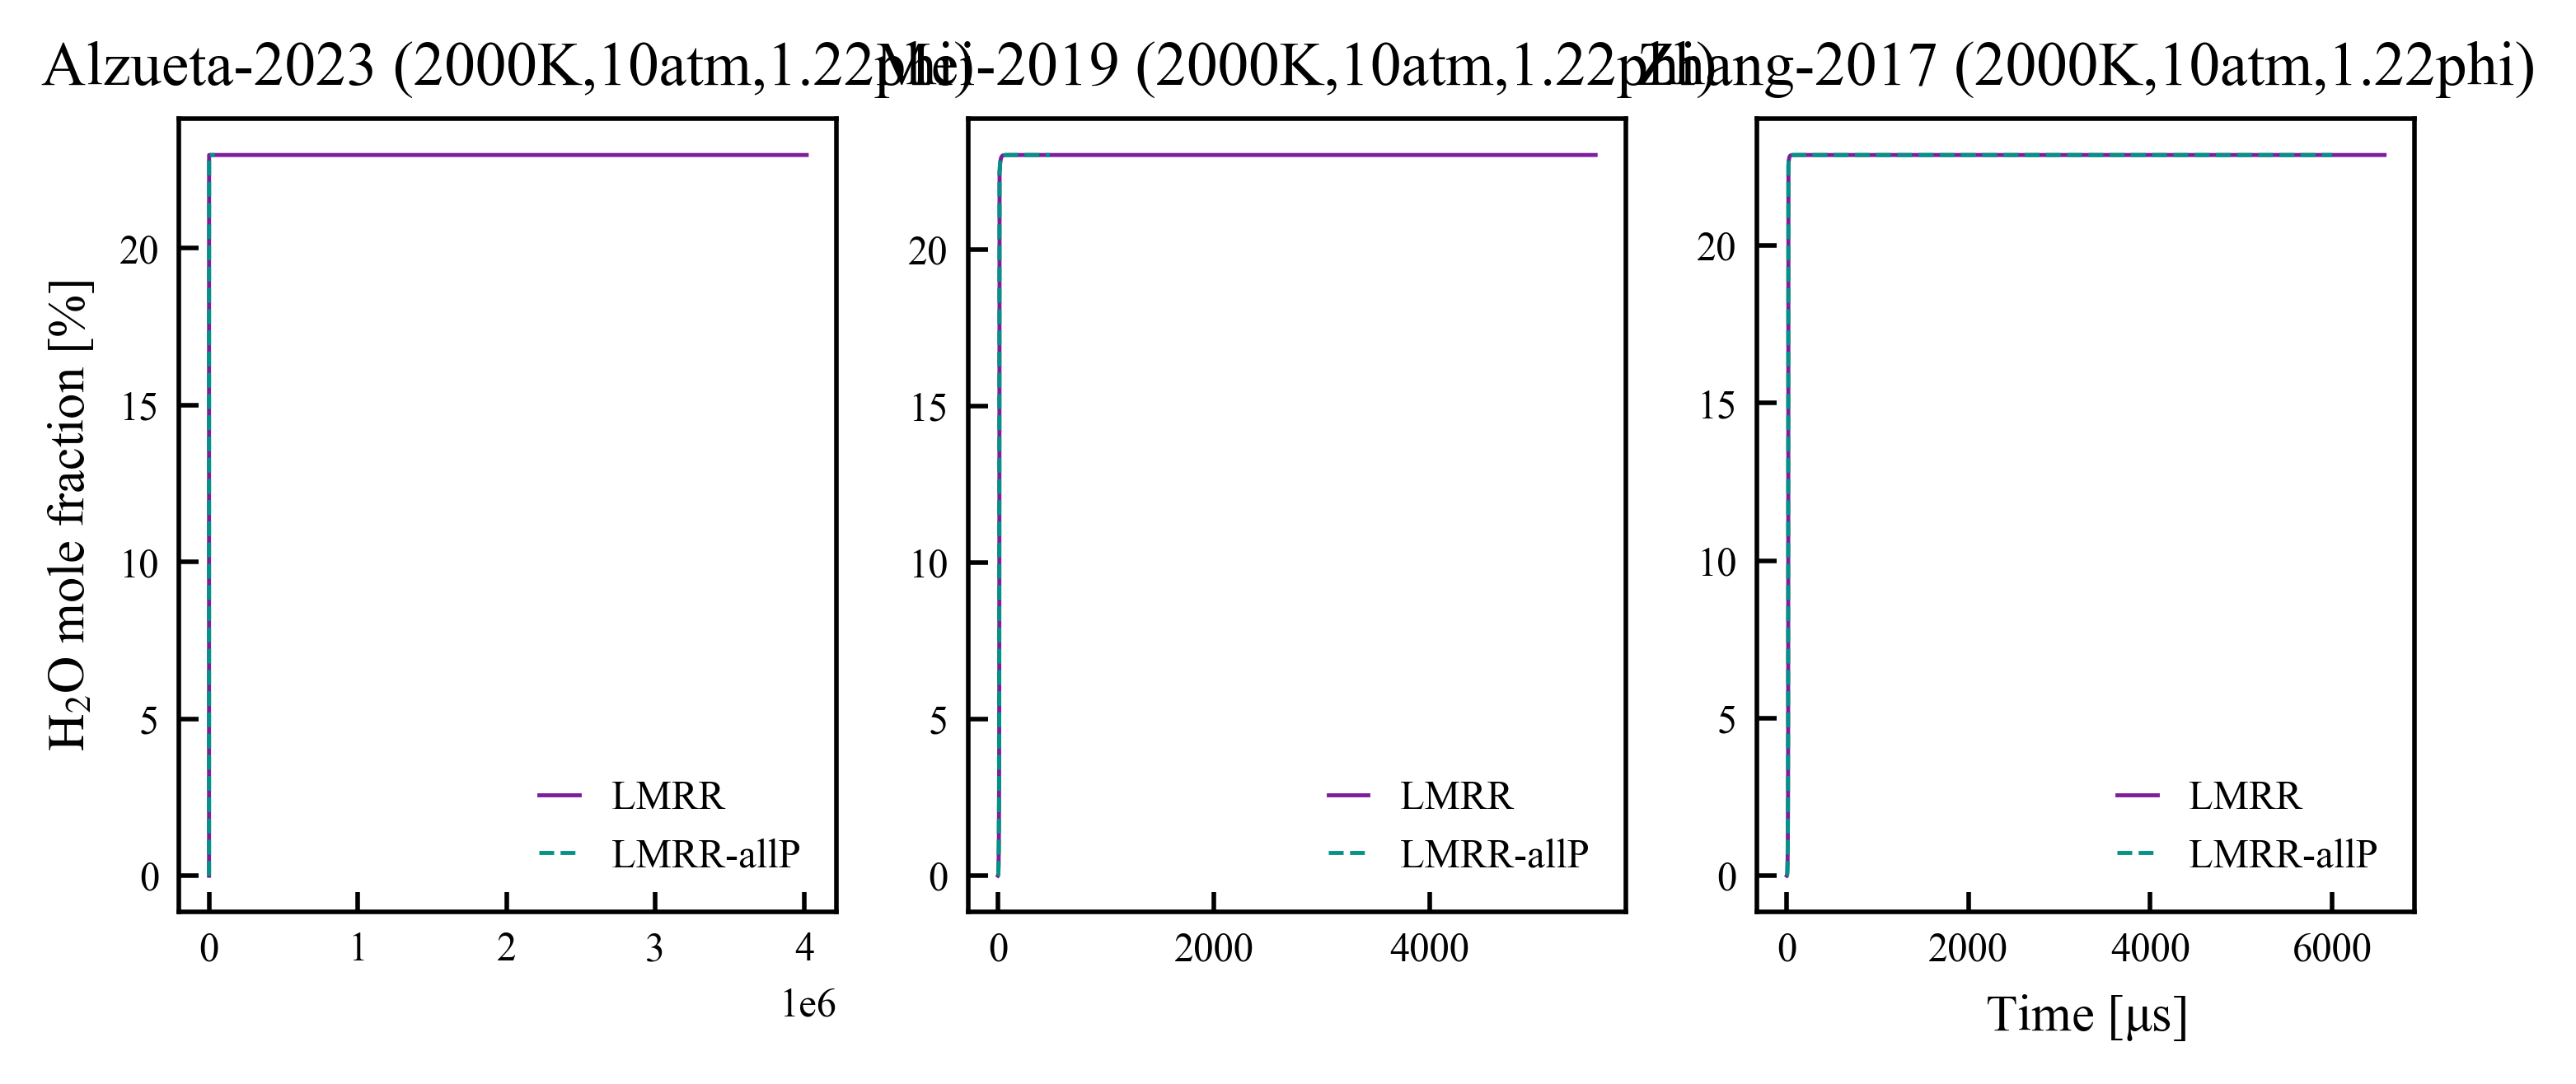 Alzueta-2023 (2000K,10atm,1.22phi)
Mei-2019 (2000K,10atm,1.22phi)
Zhang-2017 (2000K,10atm,1.22phi)
H₂O mole fraction [%]
20
15
10
5
0
LMRR
LMRR-allP
0 1 2 3 4
1e6
20
15
10
5
0
LMRR
LMRR-allP
0 2000 4000
20
15
10
5
0
LMRR
LMRR-allP
0 2000 4000 6000
Time [μs]